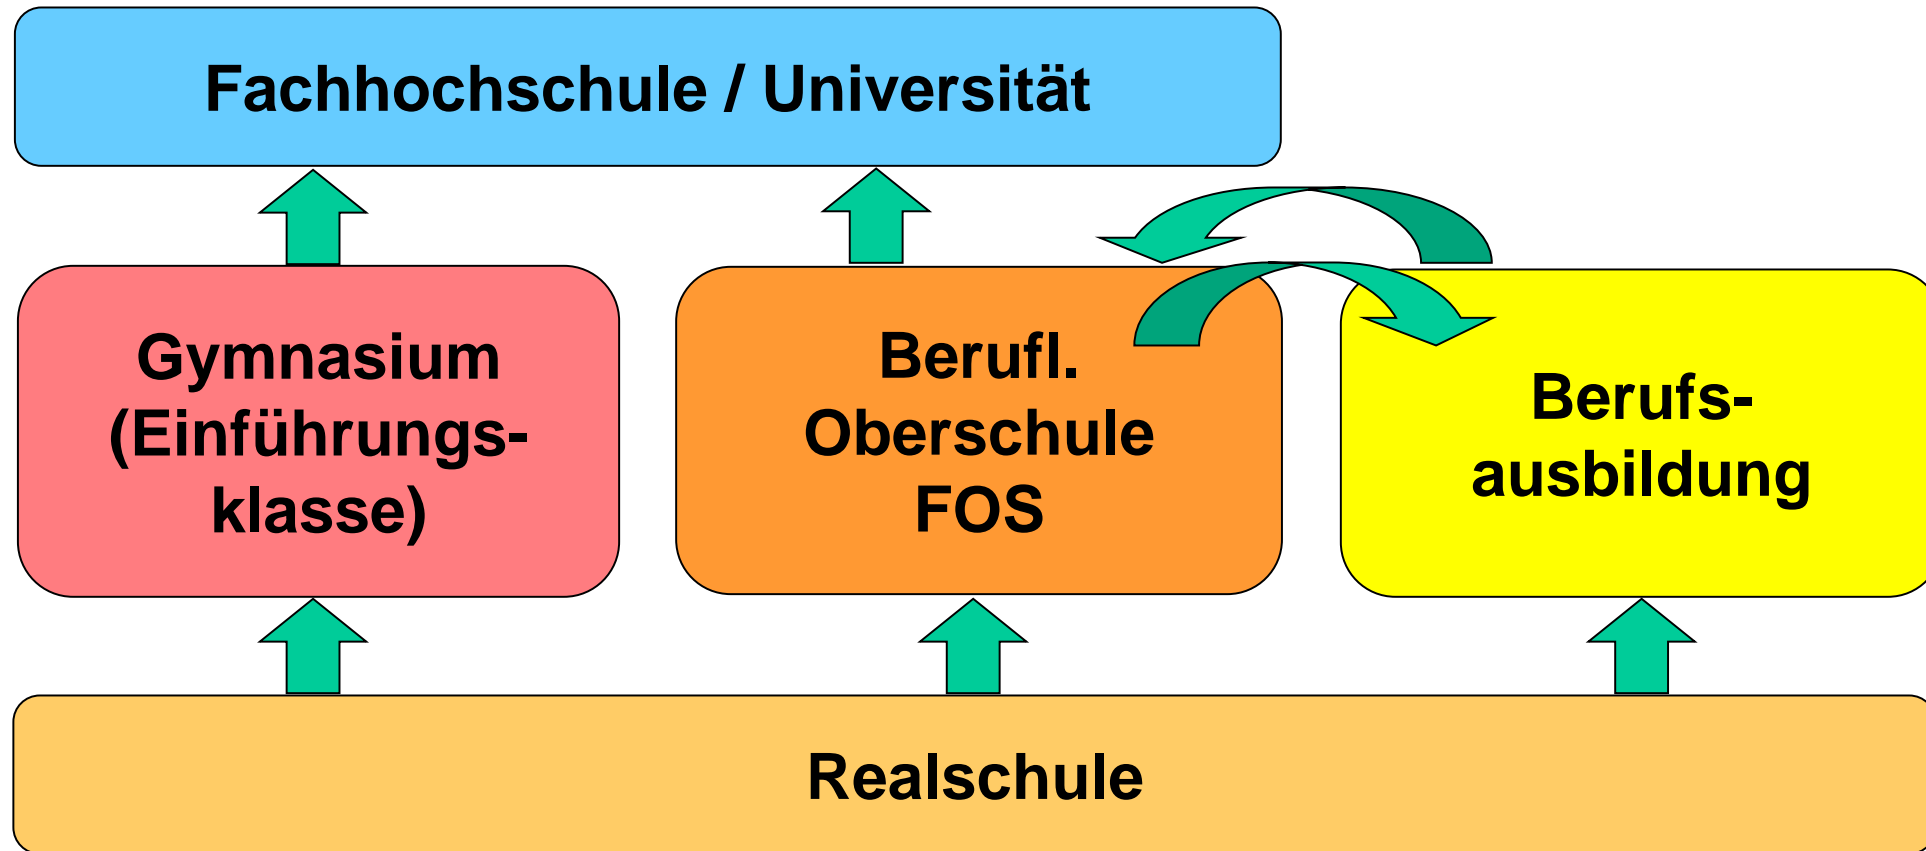 Fachhochschule / Universität
Gymnasium
(Einführungs-
klasse)
Berufl.
Oberschule
FOS
Berufs-
ausbildung
Realschule